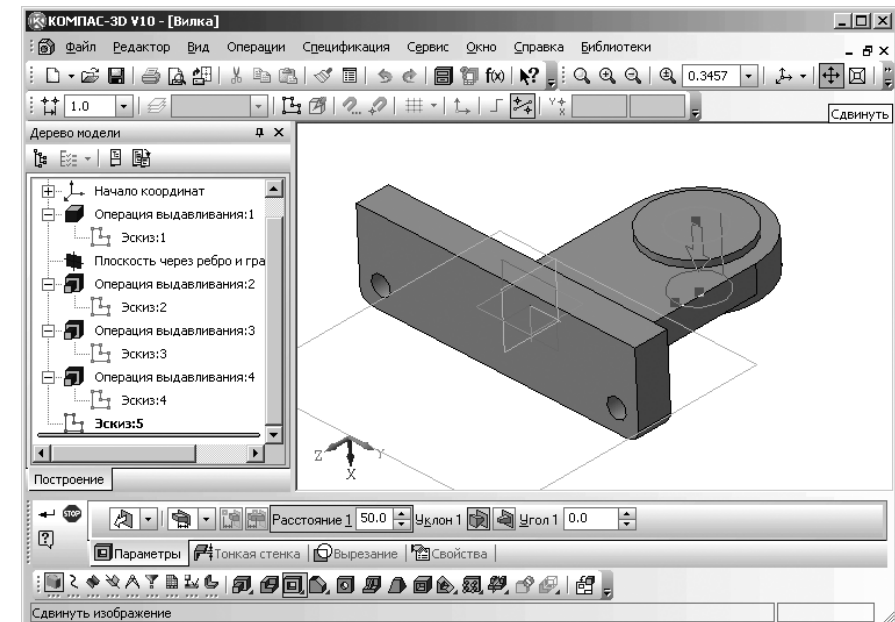 КОМПАС-3D V10 - [Вилка]
Файл Редактор Вид Операции Спецификация Сервис Окно Справка Библиотеки
f(x) 0.3457
1.0
Сдвинуть
Дерево модели
Начало координат
Операция выдавливания:1
Эскиз:1
Плоскость через ребро и гра
Операция выдавливания:2
Эскиз:2
Операция выдавливания:3
Эскиз:3
Операция выдавливания:4
Эскиз:4
Эскиз:5
Z Y
X
Построение
STOP Расстояние 1 50.0 Уклон 1 Угол 1 0.0
Параметры Тонкая стенка Вырезание Свойства
Сдвинуть изображение